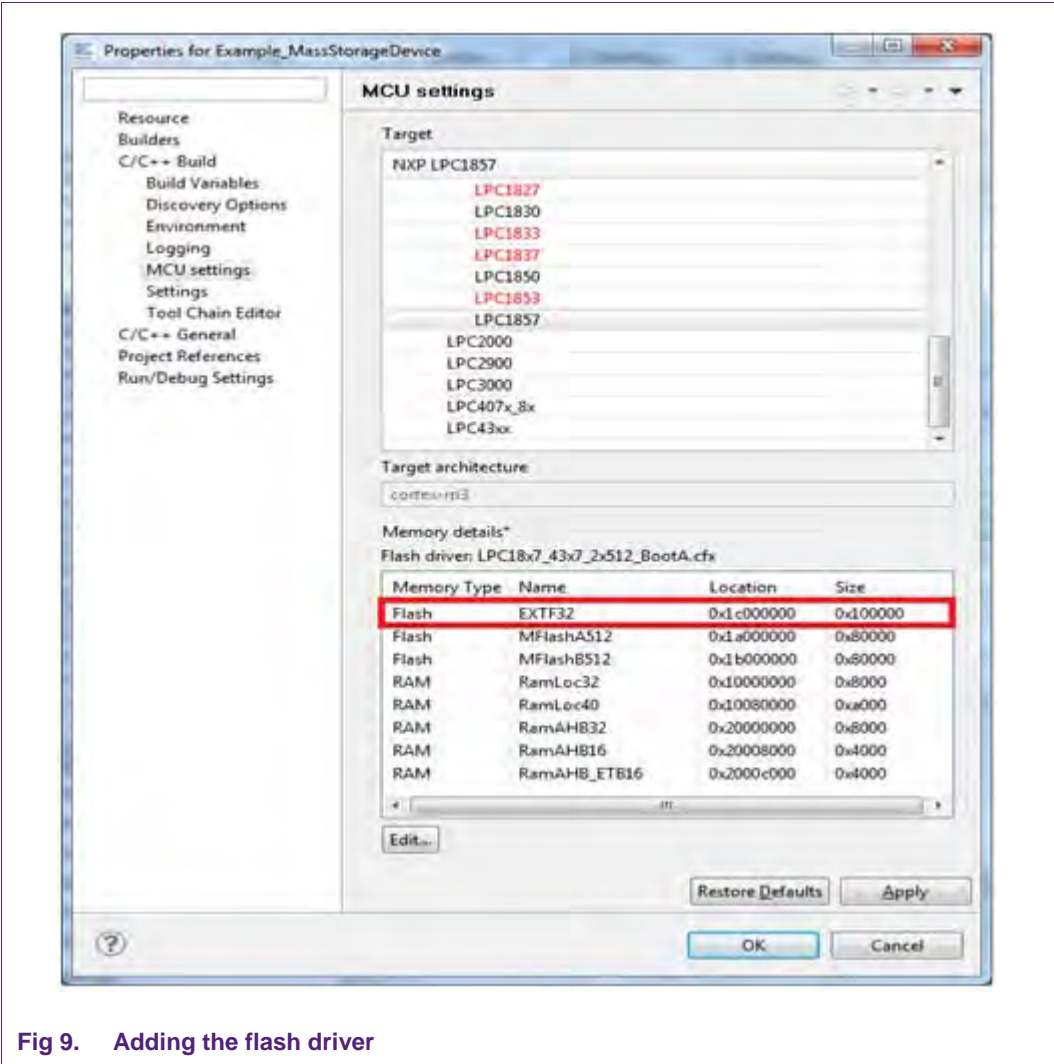 Properties for Example_MassStorageDevice
MCU settings
Resource
Builders
C/C++ Build
Build Variables
Discovery Options
Environment
Logging
MCU settings
Settings
Tool Chain Editor
C/C++ General
Project References
Run/Debug Settings
Target
NXP LPC1857
LPC1827
LPC1830
LPC1833
LPC1837
LPC1850
LPC1853
LPC1857
LPC2000
LPC2900
LPC3000
LPC407x_8x
LPC43xx
Target architecture
cortex-m3
Memory details*
Flash driver: LPC18x7_43x7_2x512_BootA.cfx
Memory Type Name Location Size
Flash EXTF32 0x1c000000 0x100000
Flash MFlashA512 0x1a000000 0x80000
Flash MFlashB512 0x1b000000 0x80000
RAM RamLoc32 0x10000000 0x8000
RAM RamLoc40 0x10080000 0xa000
RAM RamAHB32 0x20000000 0x8000
RAM RamAHB16 0x20008000 0x4000
RAM RamAHB_ETB16 0x2000c000 0x4000
Edit...
Restore Defaults Apply
? OK Cancel
Fig 9. Adding the flash driver